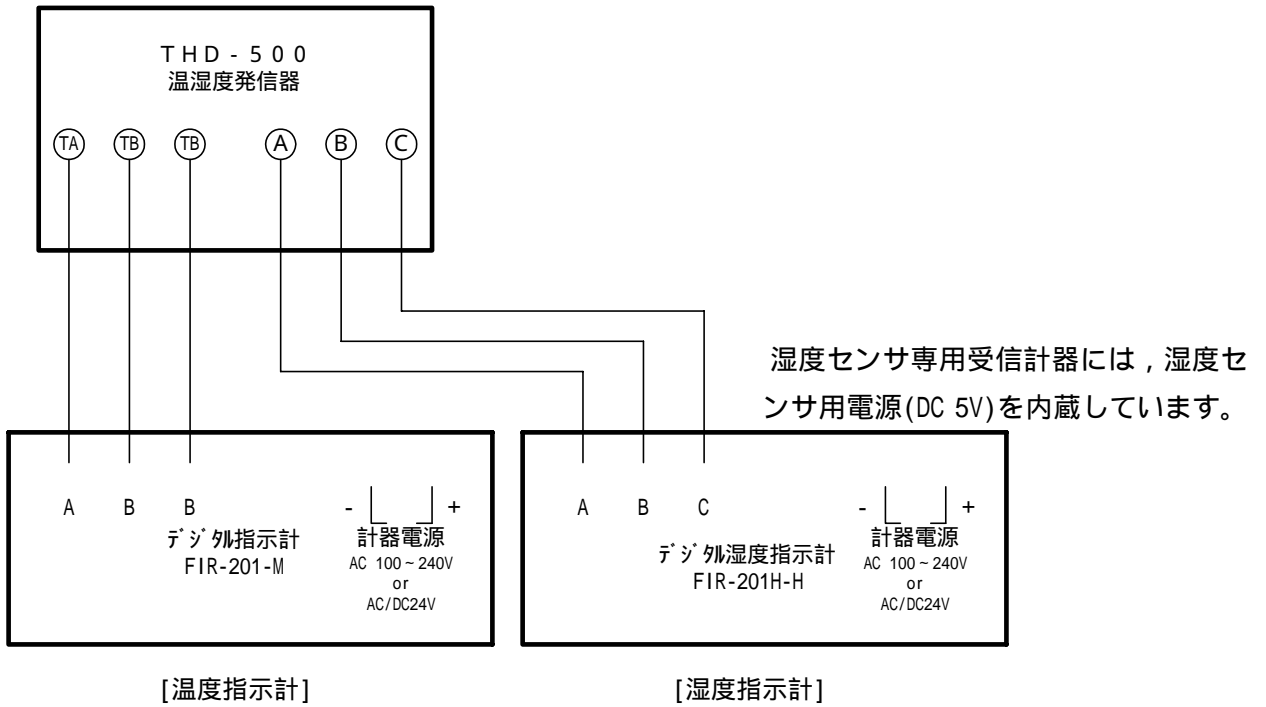 THD-500
温湿度発信器
TA TB TB A B C
湿度センサ専用受信計器には，湿度セ
ンサ用電源(DC 5V)を内蔵しています。
A B B
- +
ﾃﾞｼﾞﾀﾙ指示計
FIR-201-M
計器電源
AC 100～240V
or
AC/DC24V
A B C
- +
ﾃﾞｼﾞﾀﾙ湿度指示計
FIR-201H-H
計器電源
AC 100～240V
or
AC/DC24V
[温度指示計]
[湿度指示計]